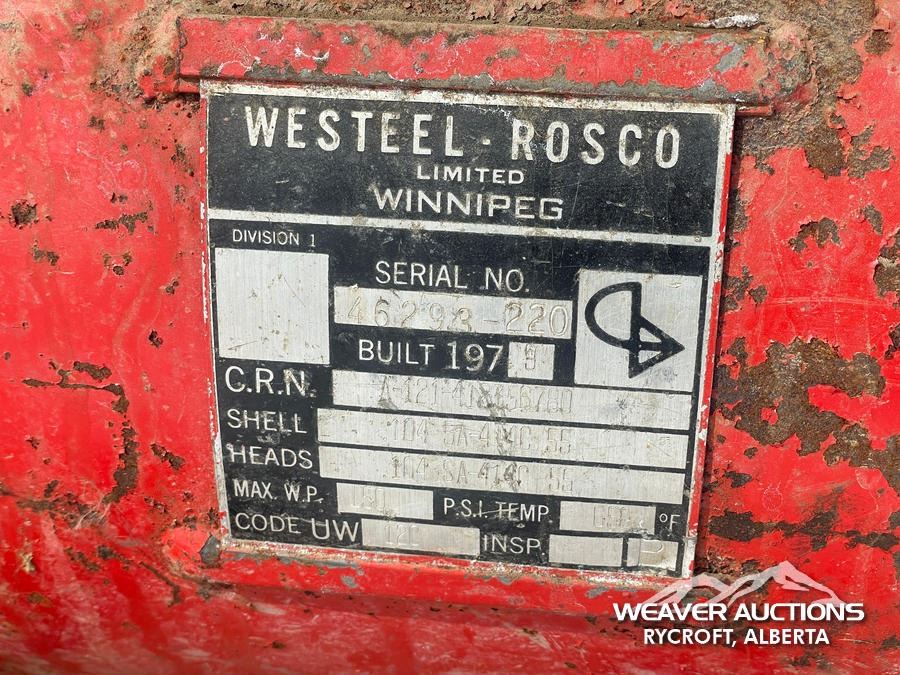 WESTEEL - ROSCO
LIMITED
WINNIPEG
DIVISION 1
SERIAL NO.
46293-220
BUILT 1979
C.R.N.
SHELL
HEADS
MAX. W.P. P.S.I. TEMP. °F
CODE UW INSP. P
WEAVER AUCTIONS
RYCROFT, ALBERTA